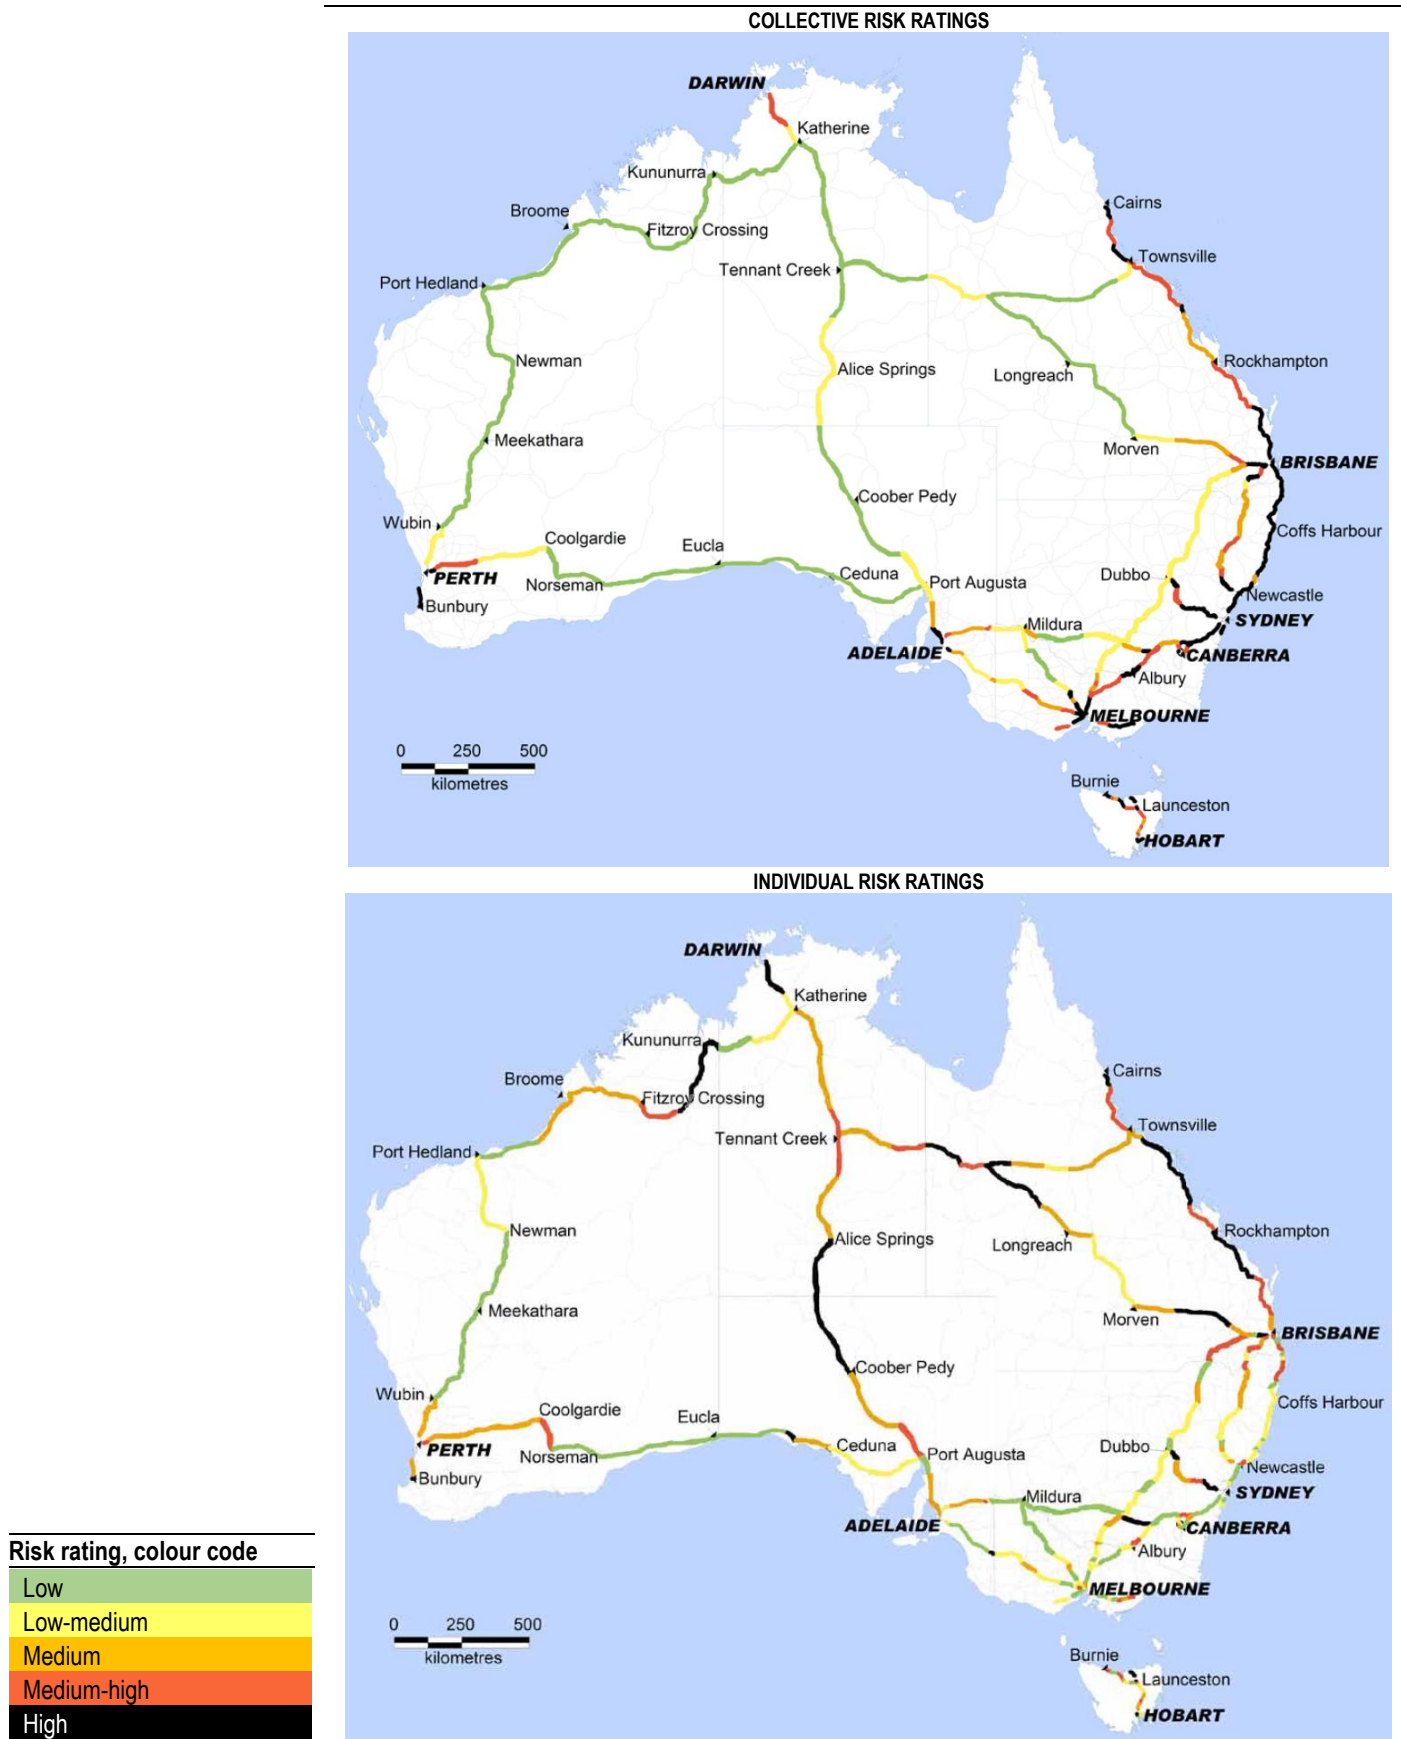 COLLECTIVE RISK RATINGS
DARWIN
Katherine
Kununurra
Cairns
Broome
Fitzroy Crossing
Townsville
Tennant Creek
Port Hedland
Newman
Alice Springs
Longreach
Rockhampton
Meekathara
Morven
BRISBANE
Coober Pedy
Wubin
Coolgardie
Eucla
Coffs Harbour
PERTH
Norseman
Ceduna
Port Augusta
Dubbo
Newcastle
Bunbury
Mildura
SYDNEY
ADELAIDE
CANBERRA
Albury
MELBOURNE
0 250 500
kilometres
Burnie
Launceston
HOBART
INDIVIDUAL RISK RATINGS
DARWIN
Katherine
Kununurra
Cairns
Broome
Fitzroy Crossing
Townsville
Tennant Creek
Port Hedland
Newman
Alice Springs
Longreach
Rockhampton
Meekathara
Morven
BRISBANE
Coober Pedy
Wubin
Coolgardie
Eucla
Coffs Harbour
PERTH
Norseman
Ceduna
Port Augusta
Dubbo
Newcastle
Bunbury
Mildura
SYDNEY
ADELAIDE
CANBERRA
Albury
MELBOURNE
0 250 500
kilometres
Burnie
Launceston
HOBART
Risk rating, colour code
Low
Low-medium
Medium
Medium-high
High